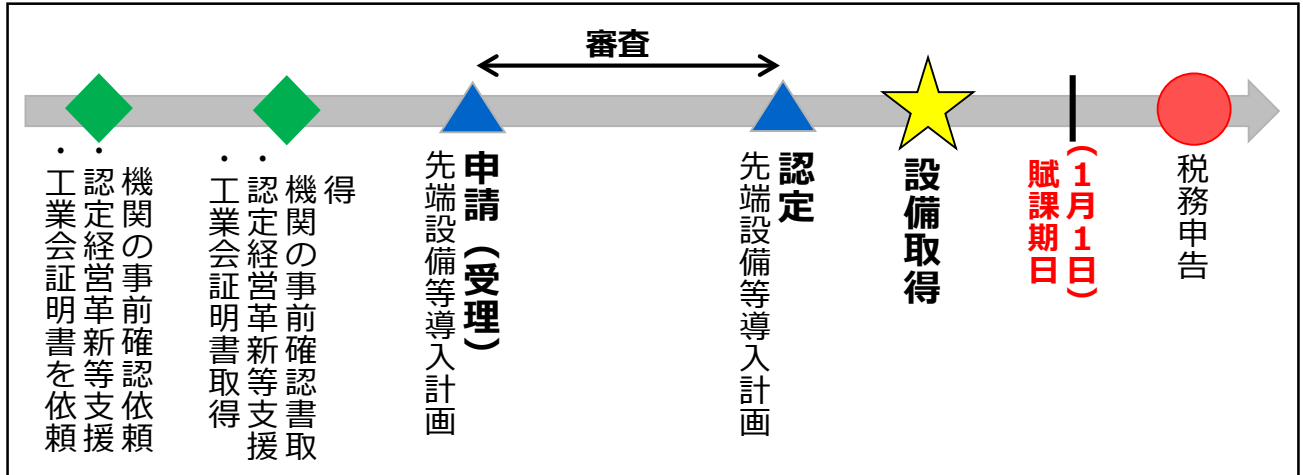 審査
機関の事前確認依頼
・認定経営革新等支援
・工業会証明書を依頼
得
機関の事前確認書取
・認定経営革新等支援
・工業会証明書取得
申請（受理）
先端設備等導入計画
認定
先端設備等導入計画
設備取得
（1月1日）
賦課期日
税務申告